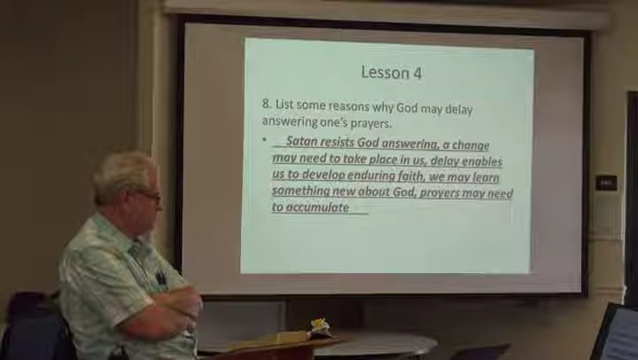 Lesson 4
8. List some reasons why God may delay
answering one's prayers.
• __Satan resists God answering, a change
may need to take place in us, delay enables
us to develop enduring faith, we may learn
something new about God, prayers may need
to accumulate___